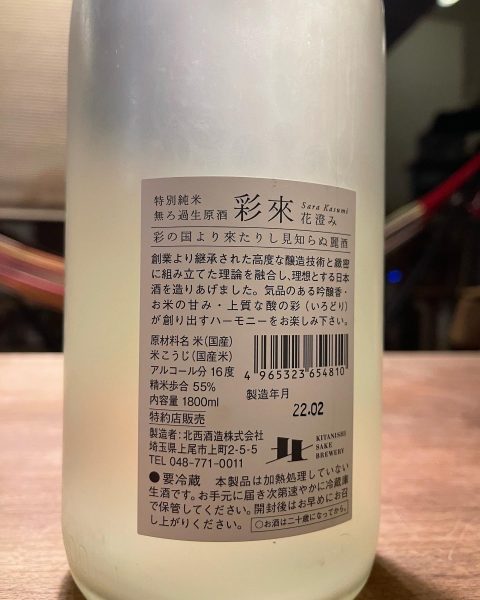 特別純米
無ろ過生原酒
彩來
Sara Kasumi
花澄み
彩の国より來たりし見知らぬ麗酒
創業より継承された高度な醸造技術と緻密
に組み立てた理論を融合し、理想とする日本
酒を造りあげました。気品のある吟醸香・
お米の甘み・上質な酸の彩（いろどり）
が創り出すハーモニーをお楽しみ下さい。
原材料名 米（国産）
米こうじ（国産米）
アルコール分 16度
精米歩合 55%
内容量 1800ml
特約店販売
4 965323 654810
製造年月
22.02
製造者：北西酒造株式会社
埼玉県上尾市上町2-5-5
TEL 048-771-0011
KITANISHI
SAKE
BREWERY
●要冷蔵 本製品は加熱処理していない
生酒です。お手元に届き次第速やかに冷蔵庫
で保管してください。開封後はお早めにお召
し上がりください。
○お酒は二十歳になってから。